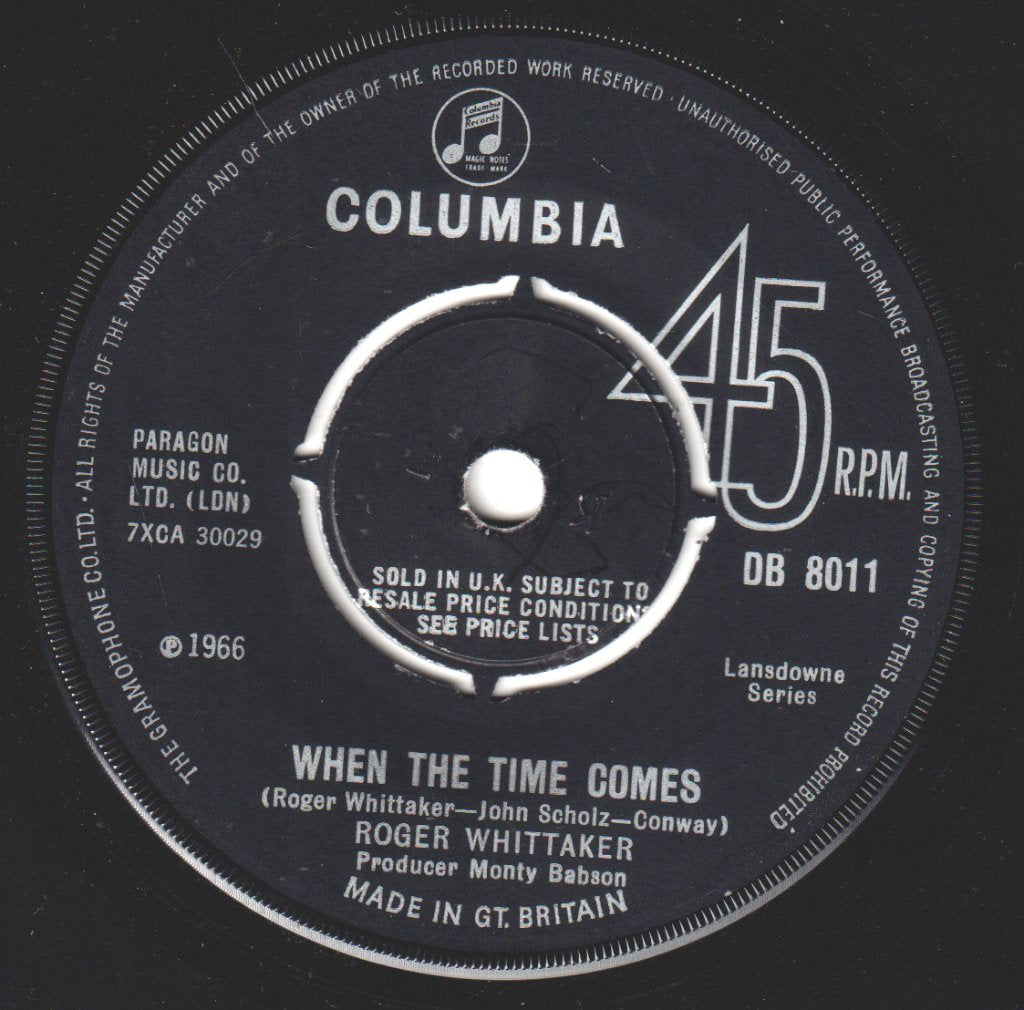 THE GRAMOPHONE CO. LTD. · ALL RIGHTS OF THE MANUFACTURER AND OF THE OWNER OF THE RECORDED WORK RESERVED · UNAUTHORISED PUBLIC PERFORMANCE BROADCASTING AND COPYING OF THIS RECORD PROHIBITED
Columbia
Records
MAGIC NOTES
TRADE MARK
COLUMBIA
45 R.P.M.
PARAGON
MUSIC CO.
LTD. (LDN)
7XCA 30029
DB 8011
SOLD IN U.K. SUBJECT TO
RESALE PRICE CONDITIONS
SEE PRICE LISTS
℗ 1966
Lansdowne
Series
WHEN THE TIME COMES
(Roger Whittaker—John Scholz—Conway)
ROGER WHITTAKER
Producer Monty Babson
MADE IN GT. BRITAIN